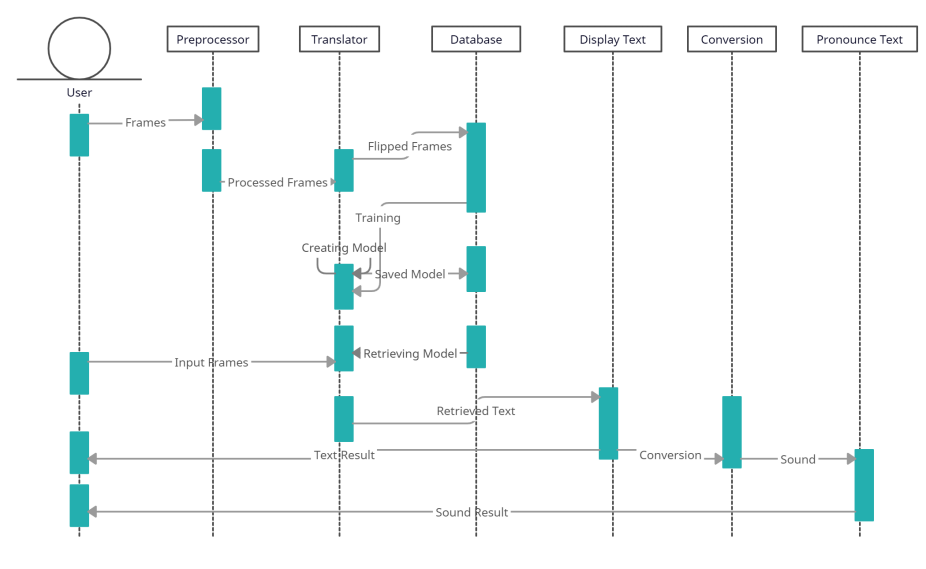 Preprocessor
Translator
Database
Display Text
Conversion
Pronounce Text
User
Frames
Flipped Frames
Processed Frames
Training
Creating Model
Saved Model
Retrieving Model
Input Frames
Retrieved Text
Text Result
Conversion
Sound
Sound Result